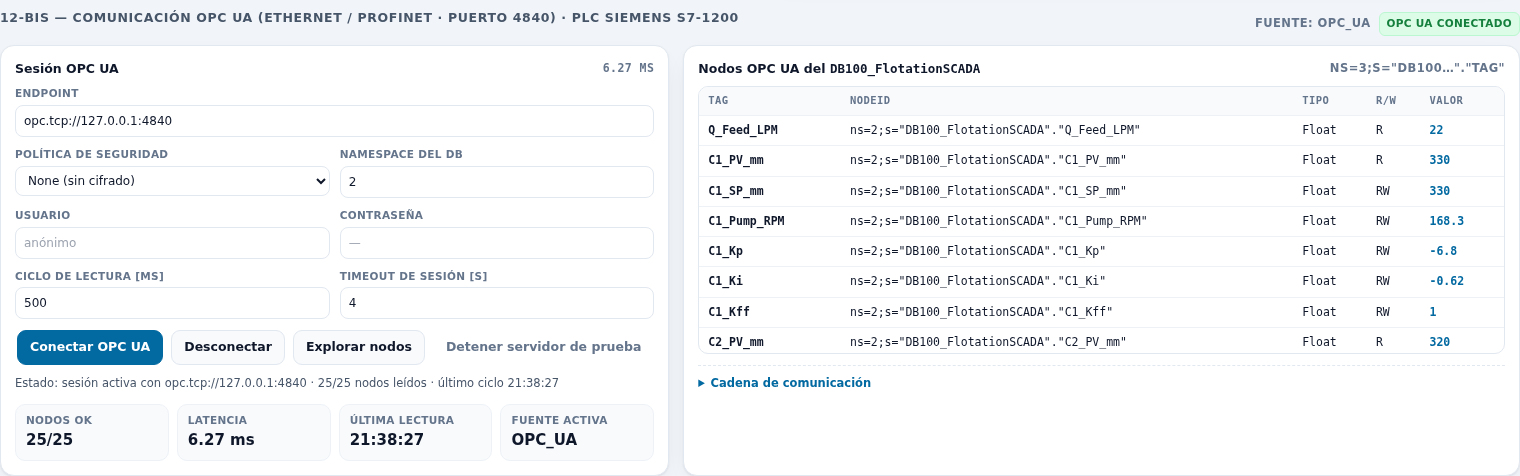 12-BIS — COMUNICACIÓN OPC UA (ETHERNET / PROFINET · PUERTO 4840) · PLC SIEMENS S7-1200
FUENTE: OPC_UA OPC UA CONECTADO
Sesión OPC UA 6.27 MS
ENDPOINT
opc.tcp://127.0.0.1:4840
POLÍTICA DE SEGURIDAD NAMESPACE DEL DB
None (sin cifrado) 2
USUARIO CONTRASEÑA
anónimo —
CICLO DE LECTURA [MS] TIMEOUT DE SESIÓN [S]
500 4
Conectar OPC UA Desconectar Explorar nodos Detener servidor de prueba
Estado: sesión activa con opc.tcp://127.0.0.1:4840 · 25/25 nodos leídos · último ciclo 21:38:27
NODOS OK LATENCIA ÚLTIMA LECTURA FUENTE ACTIVA
25/25 6.27 ms 21:38:27 OPC_UA
Nodos OPC UA del DB100_FlotationSCADA NS=3;S="DB100…"."TAG"
TAG NODEID TIPO R/W VALOR
Q_Feed_LPM ns=2;s="DB100_FlotationSCADA"."Q_Feed_LPM" Float R 22
C1_PV_mm ns=2;s="DB100_FlotationSCADA"."C1_PV_mm" Float R 330
C1_SP_mm ns=2;s="DB100_FlotationSCADA"."C1_SP_mm" Float RW 330
C1_Pump_RPM ns=2;s="DB100_FlotationSCADA"."C1_Pump_RPM" Float RW 168.3
C1_Kp ns=2;s="DB100_FlotationSCADA"."C1_Kp" Float RW -6.8
C1_Ki ns=2;s="DB100_FlotationSCADA"."C1_Ki" Float RW -0.62
C1_Kff ns=2;s="DB100_FlotationSCADA"."C1_Kff" Float RW 1
C2_PV_mm ns=2;s="DB100_FlotationSCADA"."C2_PV_mm" Float R 320
▶ Cadena de comunicación